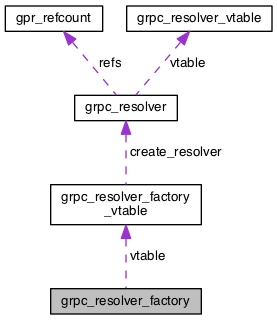 gpr_refcount
grpc_resolver_vtable
refs
vtable
grpc_resolver
create_resolver
grpc_resolver_factory
_vtable
vtable
grpc_resolver_factory